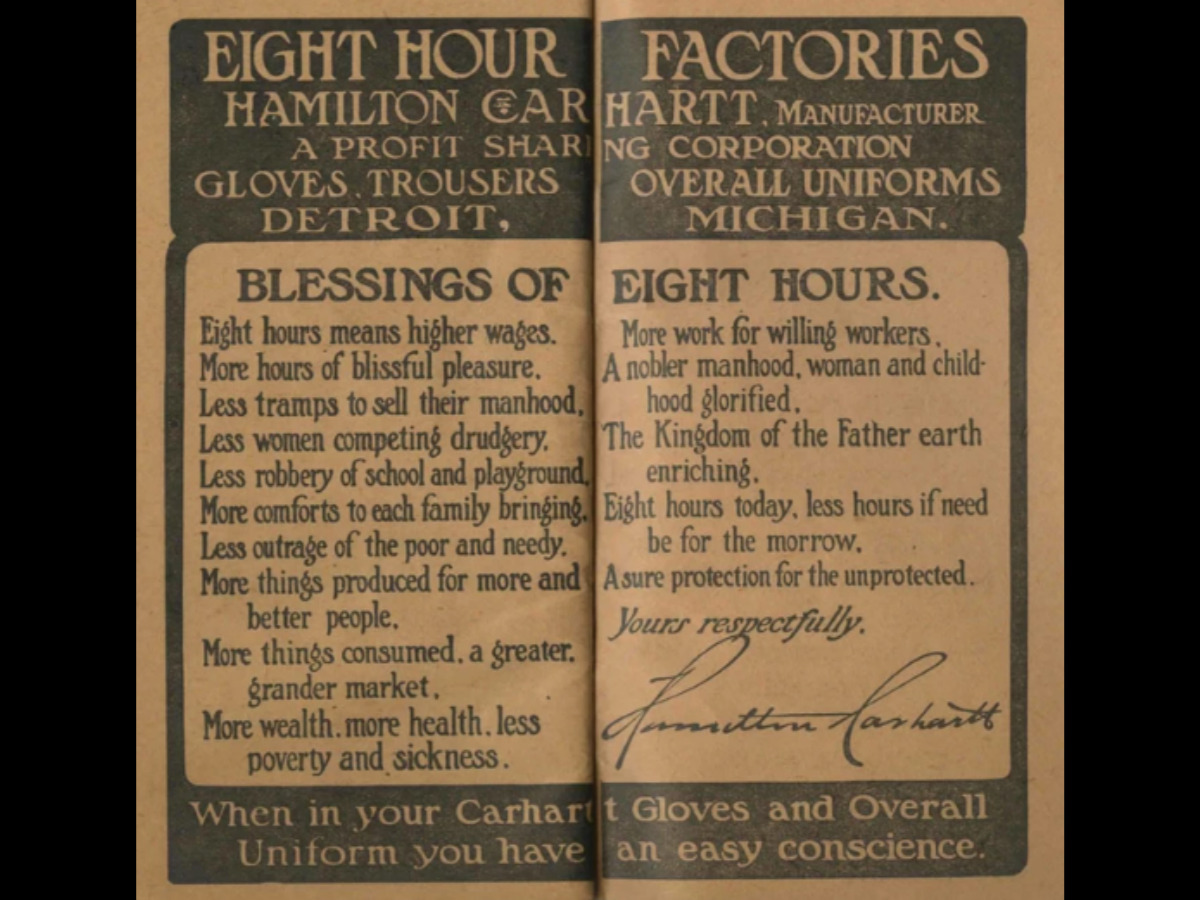 EIGHT HOUR FACTORIES
HAMILTON CARHARTT, MANUFACTURER
A PROFIT SHARING CORPORATION
GLOVES, TROUSERS OVERALL UNIFORMS
DETROIT, MICHIGAN.
BLESSINGS OF EIGHT HOURS.
Eight hours means higher wages.
More hours of blissful pleasure,
Less tramps to sell their manhood,
Less women competing drudgery,
Less robbery of school and playground,
More comforts to each family bringing,
Less outrage of the poor and needy,
More things produced for more and
better people,
More things consumed, a greater,
grander market,
More wealth, more health, less
poverty and sickness.
More work for willing workers,
A nobler manhood, woman and child-
hood glorified,
The Kingdom of the Father earth
enriching,
Eight hours today, less hours if need
be for the morrow,
A sure protection for the unprotected.
Yours respectfully,
Hamilton Carhartt
When in your Carhartt Gloves and Overall
Uniform you have an easy conscience.